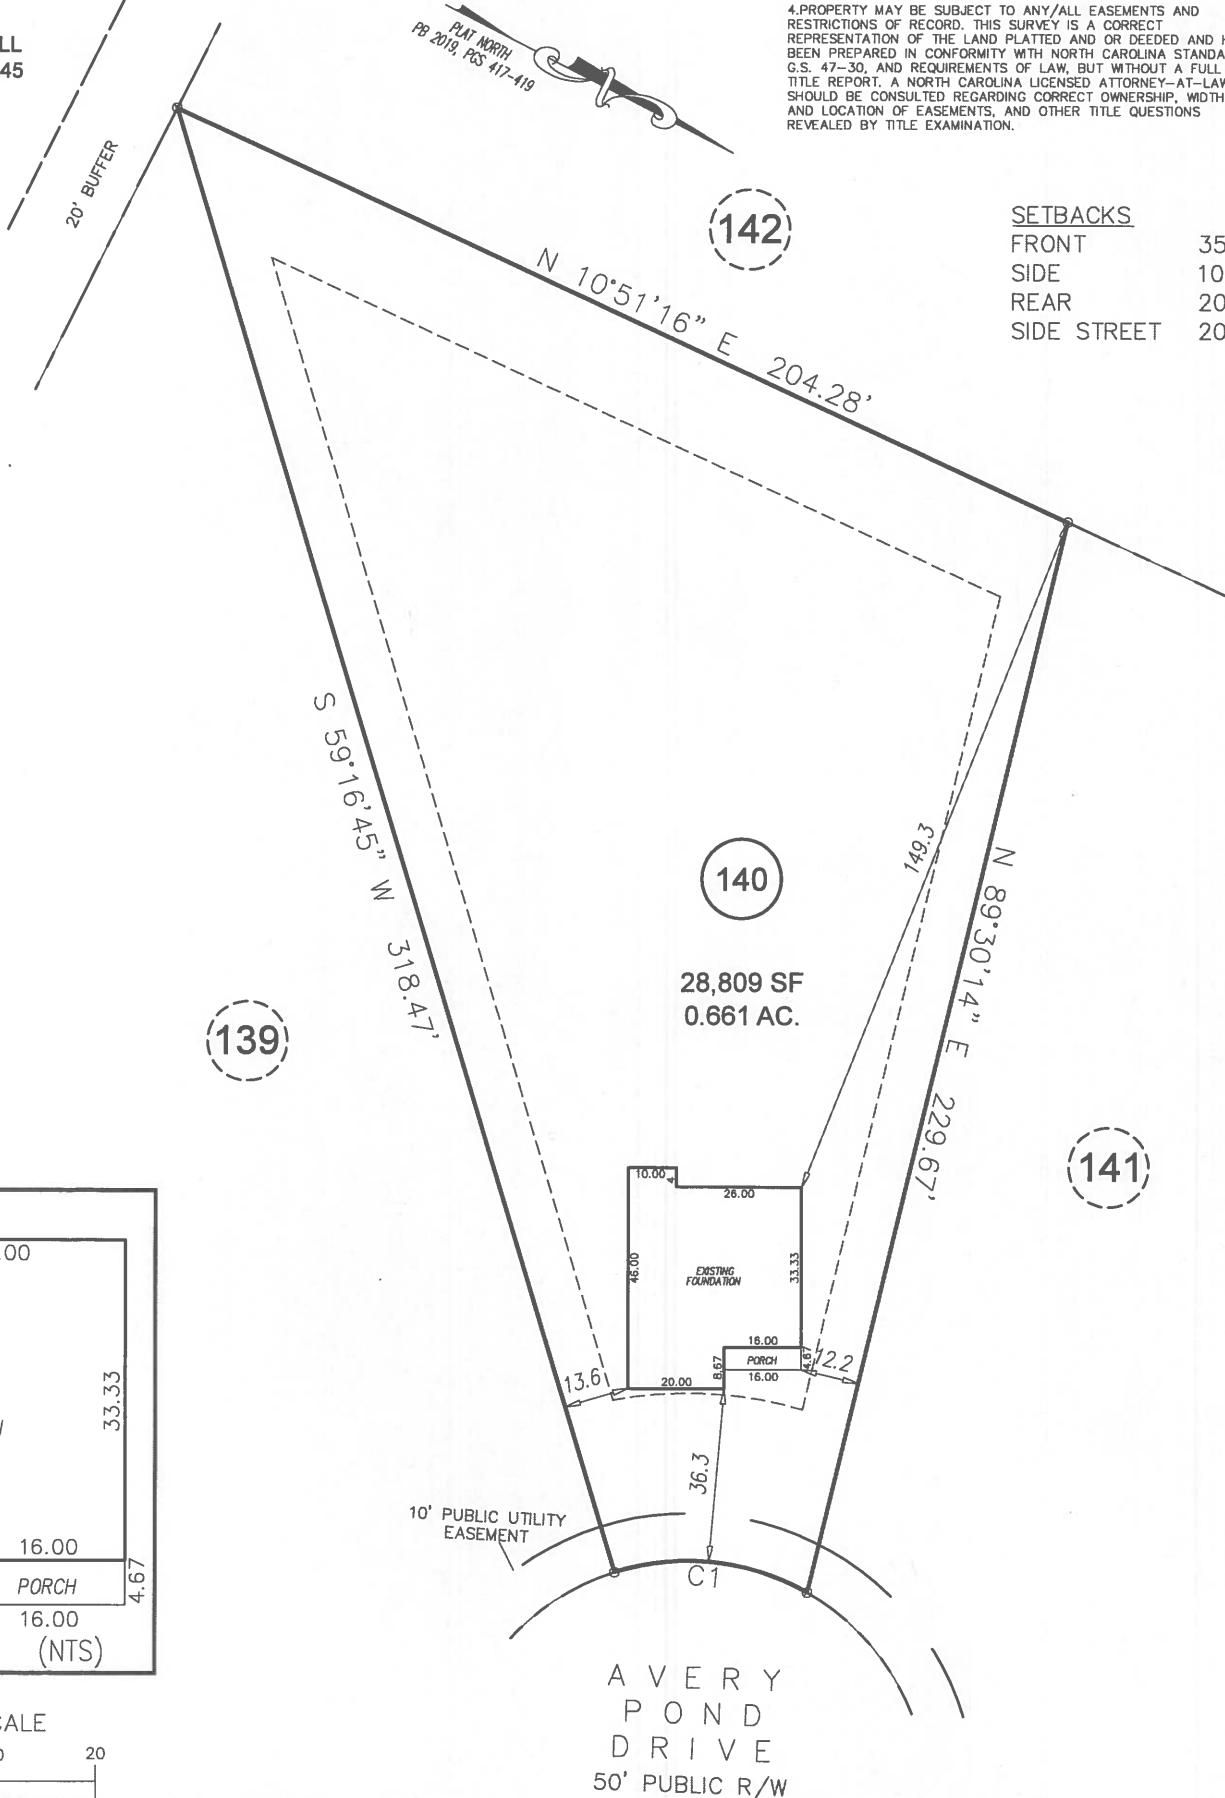 LL
45
PLAT NORTH
PB 2019, PGS 417-419
4.PROPERTY MAY BE SUBJECT TO ANY/ALL EASEMENTS AND
RESTRICTIONS OF RECORD. THIS SURVEY IS A CORRECT
REPRESENTATION OF THE LAND PLATTED AND OR DEEDED AND H
BEEN PREPARED IN CONFORMITY WITH NORTH CAROLINA STANDA
G.S. 47-30, AND REQUIREMENTS OF LAW, BUT WITHOUT A FULL
TITLE REPORT. A NORTH CAROLINA LICENSED ATTORNEY-AT-LAW
SHOULD BE CONSULTED REGARDING CORRECT OWNERSHIP, WIDTH
AND LOCATION OF EASEMENTS, AND OTHER TITLE QUESTIONS
REVEALED BY TITLE EXAMINATION.
20' BUFFER
142
SETBACKS
FRONT 35
SIDE 10
REAR 20
SIDE STREET 20
N 10°51'16" E 204.28'
S 59°16'45" W 318.47'
149.3
N 89°30'14" E 229.67'
140
28,809 SF
0.661 AC.
139
141
10.00
4
26.00
46.00
EXISTING
FOUNDATION
33.33
16.00
PORCH
4.67
8.67
16.00
20.00
13.6
12.2
36.3
.00
33.33
16.00
PORCH
4.67
16.00
(NTS)
10' PUBLIC UTILITY
EASEMENT
C1
AVERY
POND
DRIVE
50' PUBLIC R/W
CALE
0 20